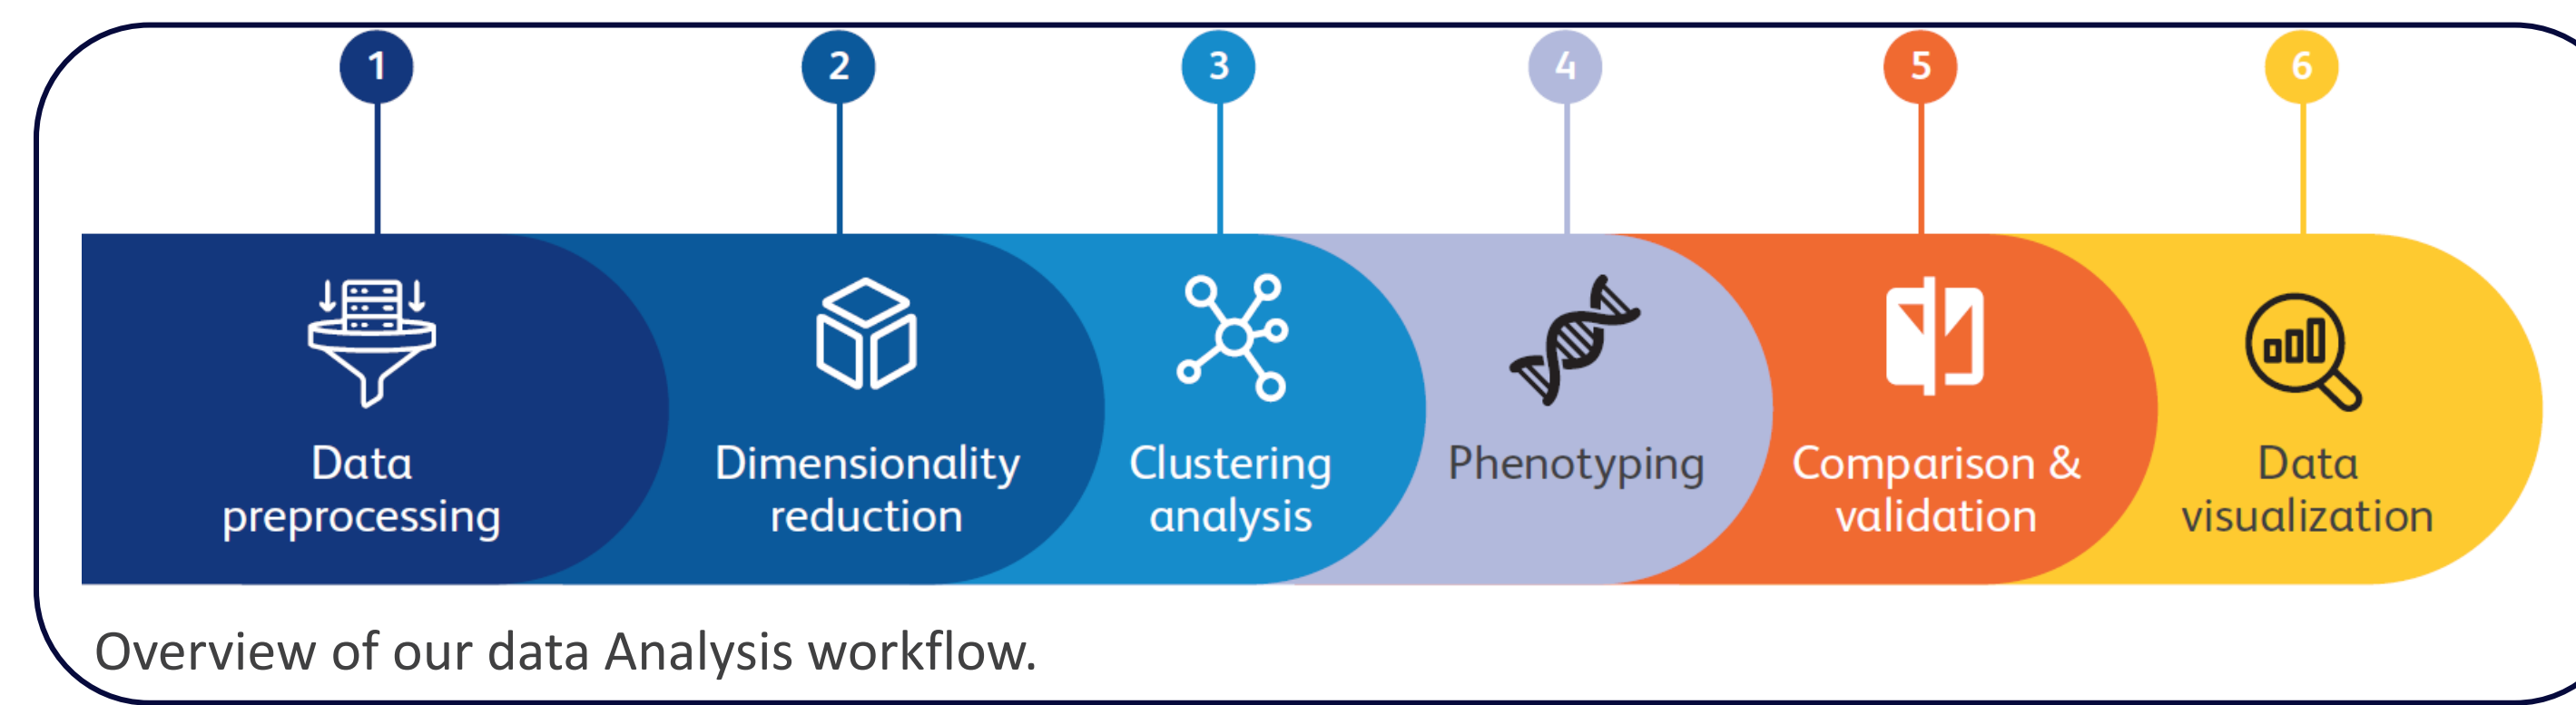 1
2
3
4
5
6
Data
preprocessing
Dimensionality
reduction
Clustering
analysis
Phenotyping
Comparison &
validation
Data
visualization
Overview of our data Analysis workflow.